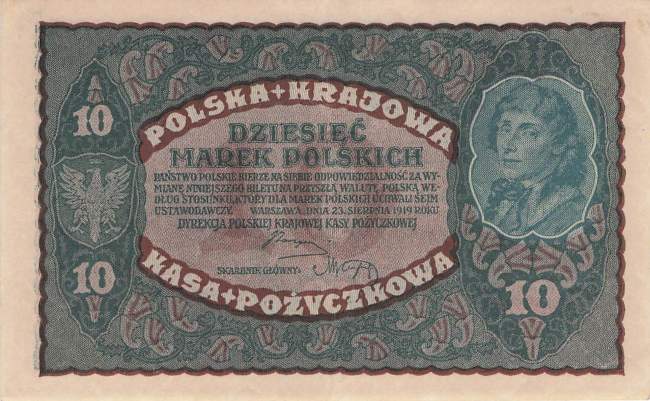 POLSKA + KRAJOWA
DZIESIĘĆ
MAREK POLSKICH
PAŃSTWO POLSKIE BIERZE NA SIEBIE ODPOWIEDZIALNOŚĆ ZA WY-
MIANĘ NINIEJSZEGO BILETU NA PRZYSZŁĄ WALUTĘ POLSKĄ WE-
DŁUG STOSUNKU, KTÓRY DLA MAREK POLSKICH UCHWALI SEJM
USTAWODAWCZY. WARSZAWA, DNIA 23. SIERPNIA 1919 ROKU
DYREKCJA POLSKIEJ KRAJOWEJ KASY POŻYCZKOWEJ
SKARBNIK GŁÓWNY:
KASA + POŻYCZKOWA
10
10
10